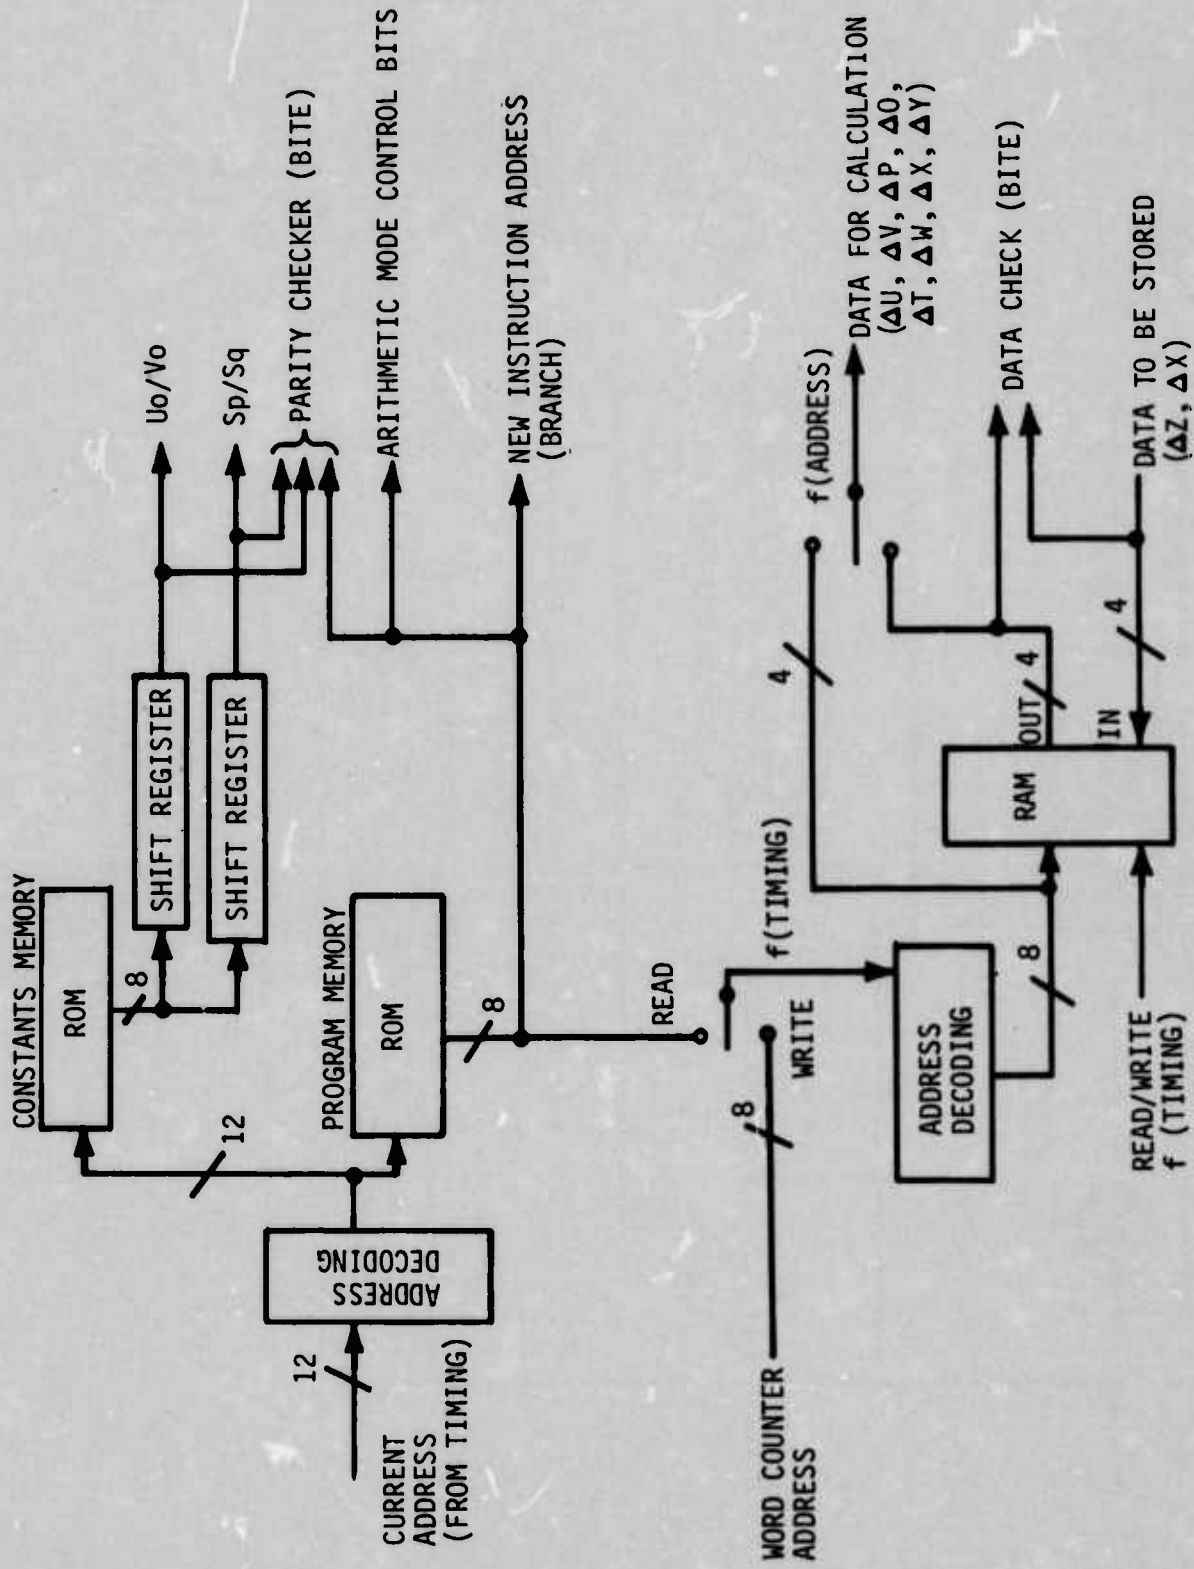 CONSTANTS MEMORY
ROM
8
SHIFT REGISTER
SHIFT REGISTER
Uo/Vo
Sp/Sq
PARITY CHECKER (BITE)
ARITHMETIC MODE CONTROL BITS
NEW INSTRUCTION ADDRESS
(BRANCH)
12
PROGRAM MEMORY
ROM
8
ADDRESS
DECODING
12
CURRENT
ADDRESS
(FROM TIMING)
READ
f(TIMING)
WRITE
8
WORD COUNTER
ADDRESS
ADDRESS
DECODING
8
4
f(ADDRESS)
DATA FOR CALCULATION
(ΔU, ΔV, ΔP, ΔO,
ΔT, ΔW, ΔX, ΔY)
DATA CHECK (BITE)
RAM
OUT
4
IN
4
DATA TO BE STORED
(ΔZ, ΔX)
READ/WRITE
f (TIMING)